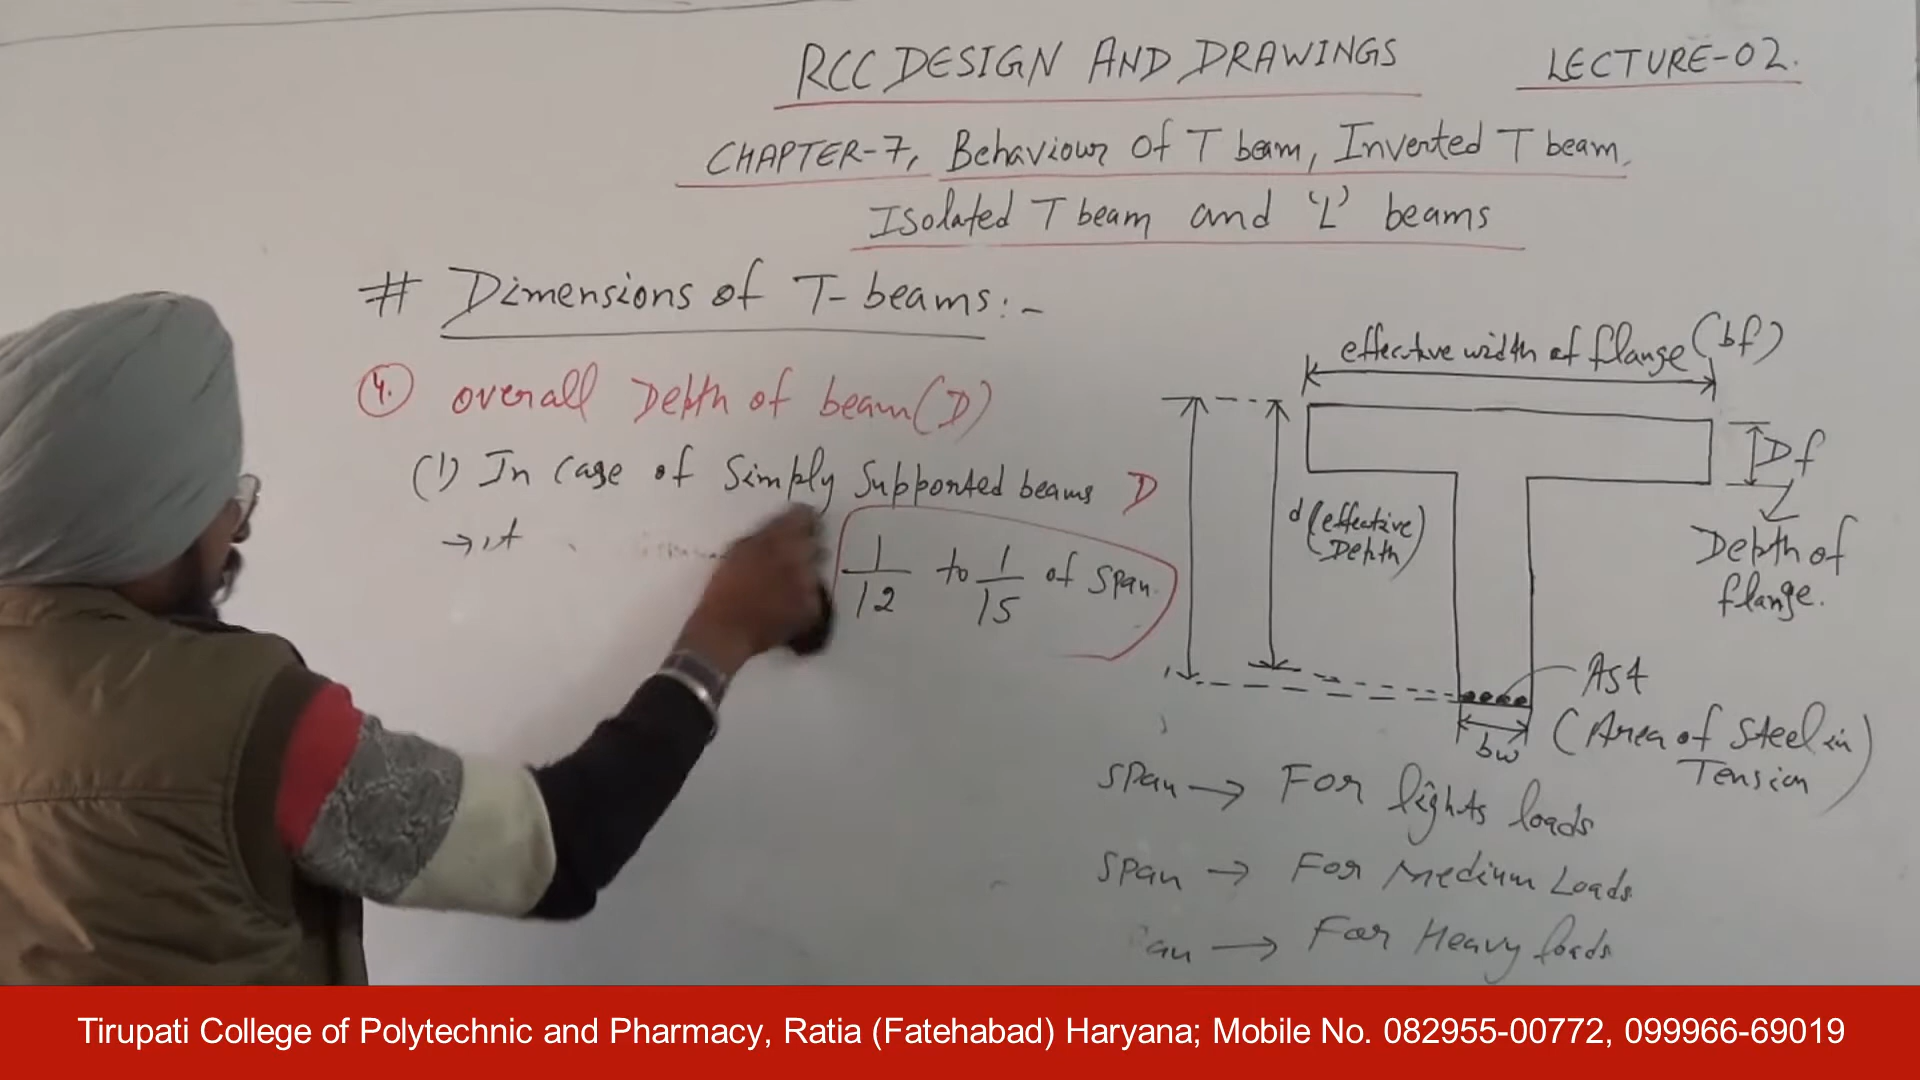 RCC DESIGN AND DRAWINGS LECTURE-02.
CHAPTER-7, Behaviour Of T beam, Inverted T beam,
Isolated T beam and 'L' beams
# Dimensions of T-beams:-
4. overall Depth of beam(D)
(1) In case of Simply Supported beams
→ it
1/12 to 1/15 of span.
effective width of flange (bf)
D
d (effective Depth)
Df
Depth of
flange.
Ast
(Area of Steel in
Tension)
bw
span → For lights loads
span → For Medium Loads
an → For Heavy loads
Tirupati College of Polytechnic and Pharmacy, Ratia (Fatehabad) Haryana; Mobile No. 082955-00772, 099966-69019